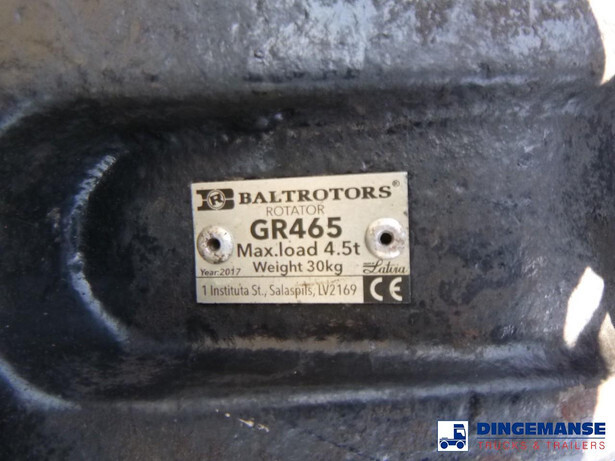 BALTROTORS®
ROTATOR
GR465
Max.load 4.5t
Year:2017 Weight 30kg Latvia
1 Instituta St., Salaspils, LV2169 CE
DINGEMANSE
TRUCKS & TRAILERS